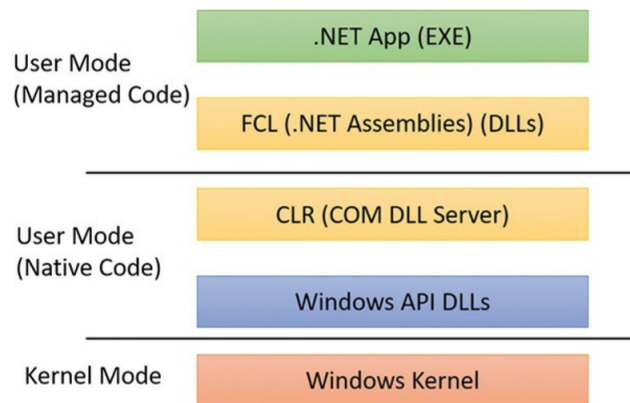 .NET App (EXE)
User Mode
(Managed Code)
FCL (.NET Assemblies) (DLLs)
CLR (COM DLL Server)
User Mode
(Native Code)
Windows API DLLs
Kernel Mode
Windows Kernel